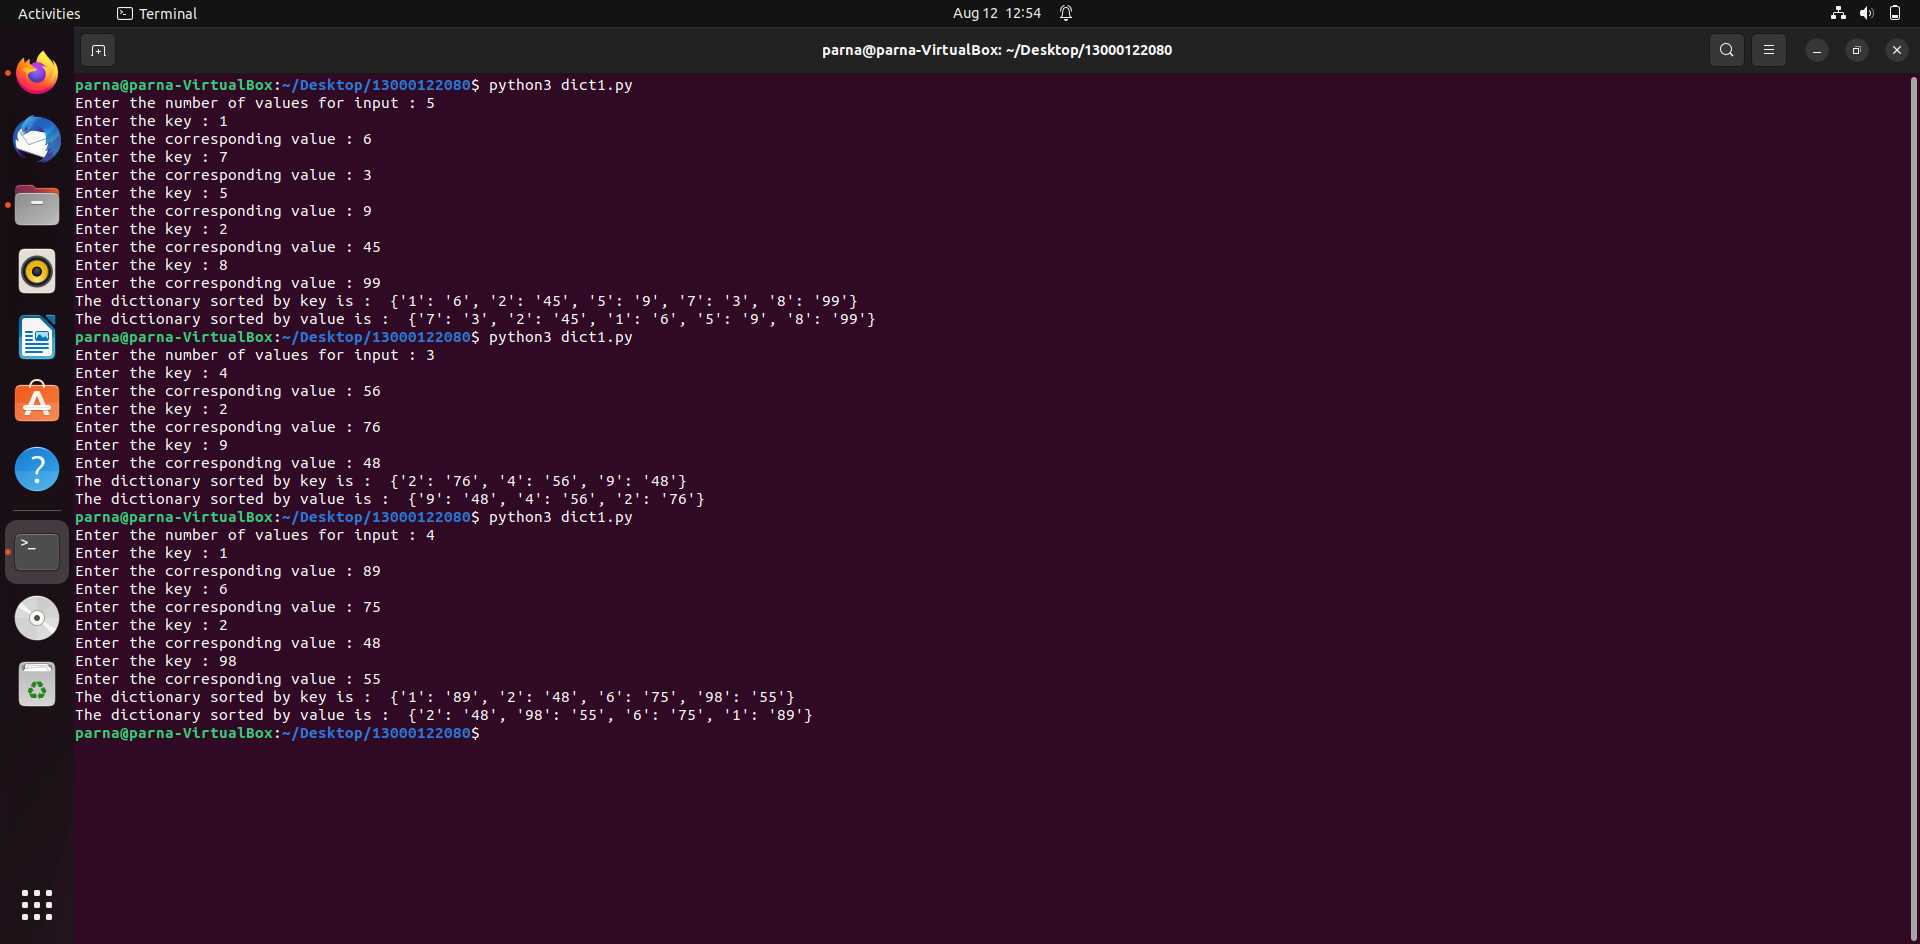 Activities Terminal Aug 12 12:54
parna@parna-VirtualBox: ~/Desktop/13000122080
parna@parna-VirtualBox:~/Desktop/13000122080$ python3 dict1.py
Enter the number of values for input : 5
Enter the key : 1
Enter the corresponding value : 6
Enter the key : 7
Enter the corresponding value : 3
Enter the key : 5
Enter the corresponding value : 9
Enter the key : 2
Enter the corresponding value : 45
Enter the key : 8
Enter the corresponding value : 99
The dictionary sorted by key is :  {'1': '6', '2': '45', '5': '9', '7': '3', '8': '99'}
The dictionary sorted by value is :  {'7': '3', '2': '45', '1': '6', '5': '9', '8': '99'}
parna@parna-VirtualBox:~/Desktop/13000122080$ python3 dict1.py
Enter the number of values for input : 3
Enter the key : 4
Enter the corresponding value : 56
Enter the key : 2
Enter the corresponding value : 76
Enter the key : 9
Enter the corresponding value : 48
The dictionary sorted by key is :  {'2': '76', '4': '56', '9': '48'}
The dictionary sorted by value is :  {'9': '48', '4': '56', '2': '76'}
parna@parna-VirtualBox:~/Desktop/13000122080$ python3 dict1.py
Enter the number of values for input : 4
Enter the key : 1
Enter the corresponding value : 89
Enter the key : 6
Enter the corresponding value : 75
Enter the key : 2
Enter the corresponding value : 48
Enter the key : 98
Enter the corresponding value : 55
The dictionary sorted by key is :  {'1': '89', '2': '48', '6': '75', '98': '55'}
The dictionary sorted by value is :  {'2': '48', '98': '55', '6': '75', '1': '89'}
parna@parna-VirtualBox:~/Desktop/13000122080$